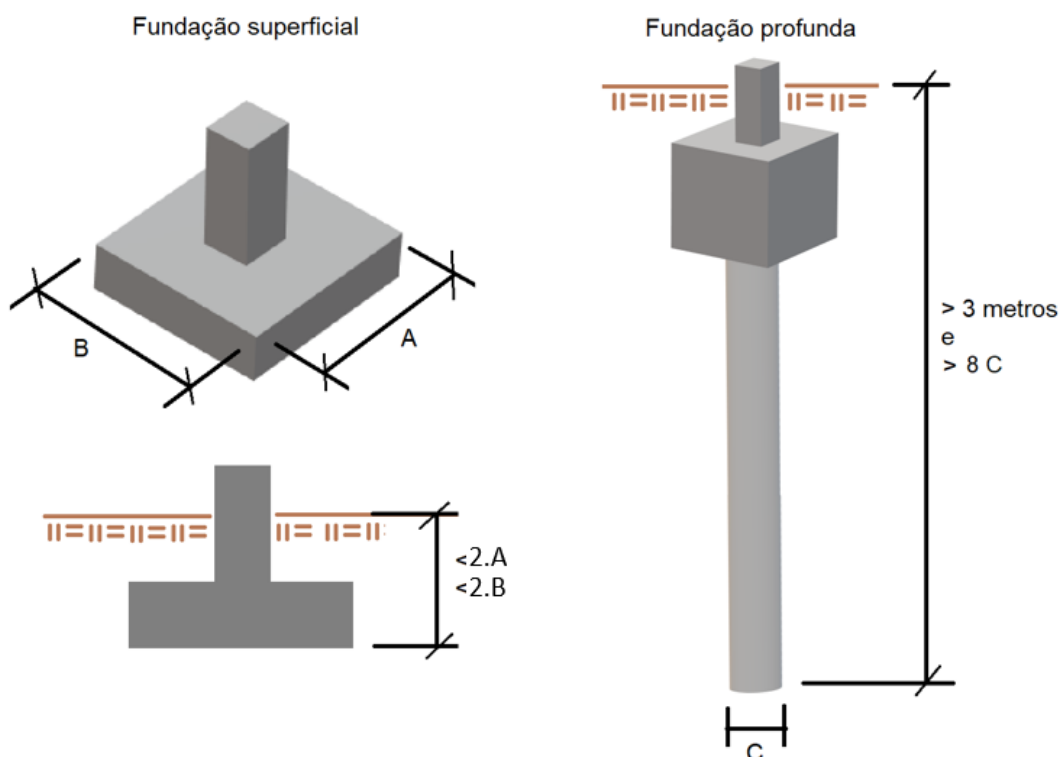 Fundação superficial
B
A
<2.A
<2.B
Fundação profunda
> 3 metros
e
> 8 C
C